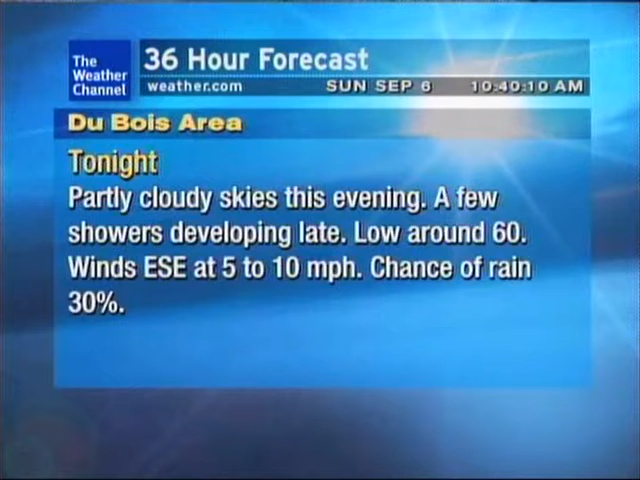 The
Weather
Channel
36 Hour Forecast
weather.com SUN SEP 6 10:40:10 AM
Du Bois Area
Tonight
Partly cloudy skies this evening. A few
showers developing late. Low around 60.
Winds ESE at 5 to 10 mph. Chance of rain
30%.